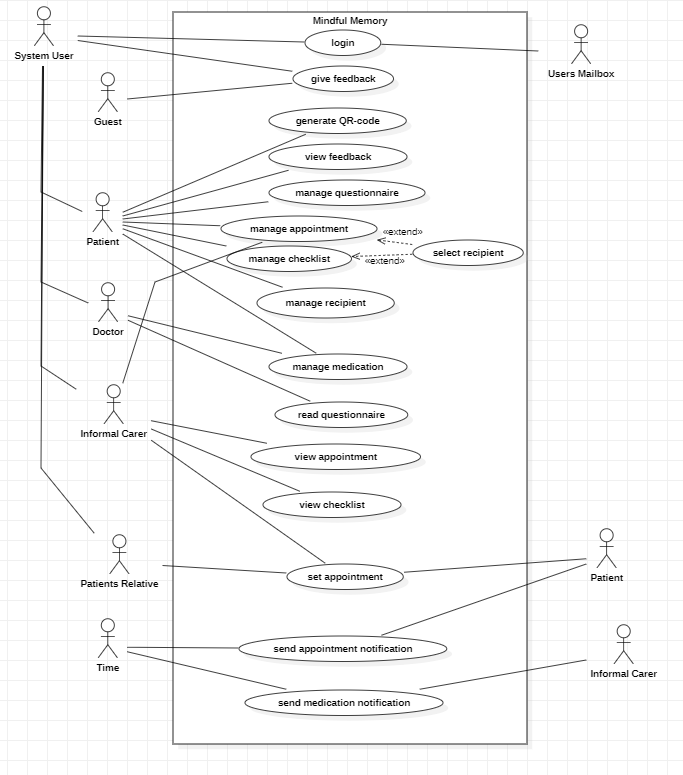 Mindful Memory
System User
login
Users Mailbox
give feedback
Guest
generate QR-code
view feedback
manage questionnaire
Patient
manage appointment
«extend»
select recipient
manage checklist
«extend»
manage recipient
Doctor
manage medication
read questionnaire
Informal Carer
view appointment
view checklist
Patients Relative
set appointment
Patient
Time
send appointment notification
Informal Carer
send medication notification